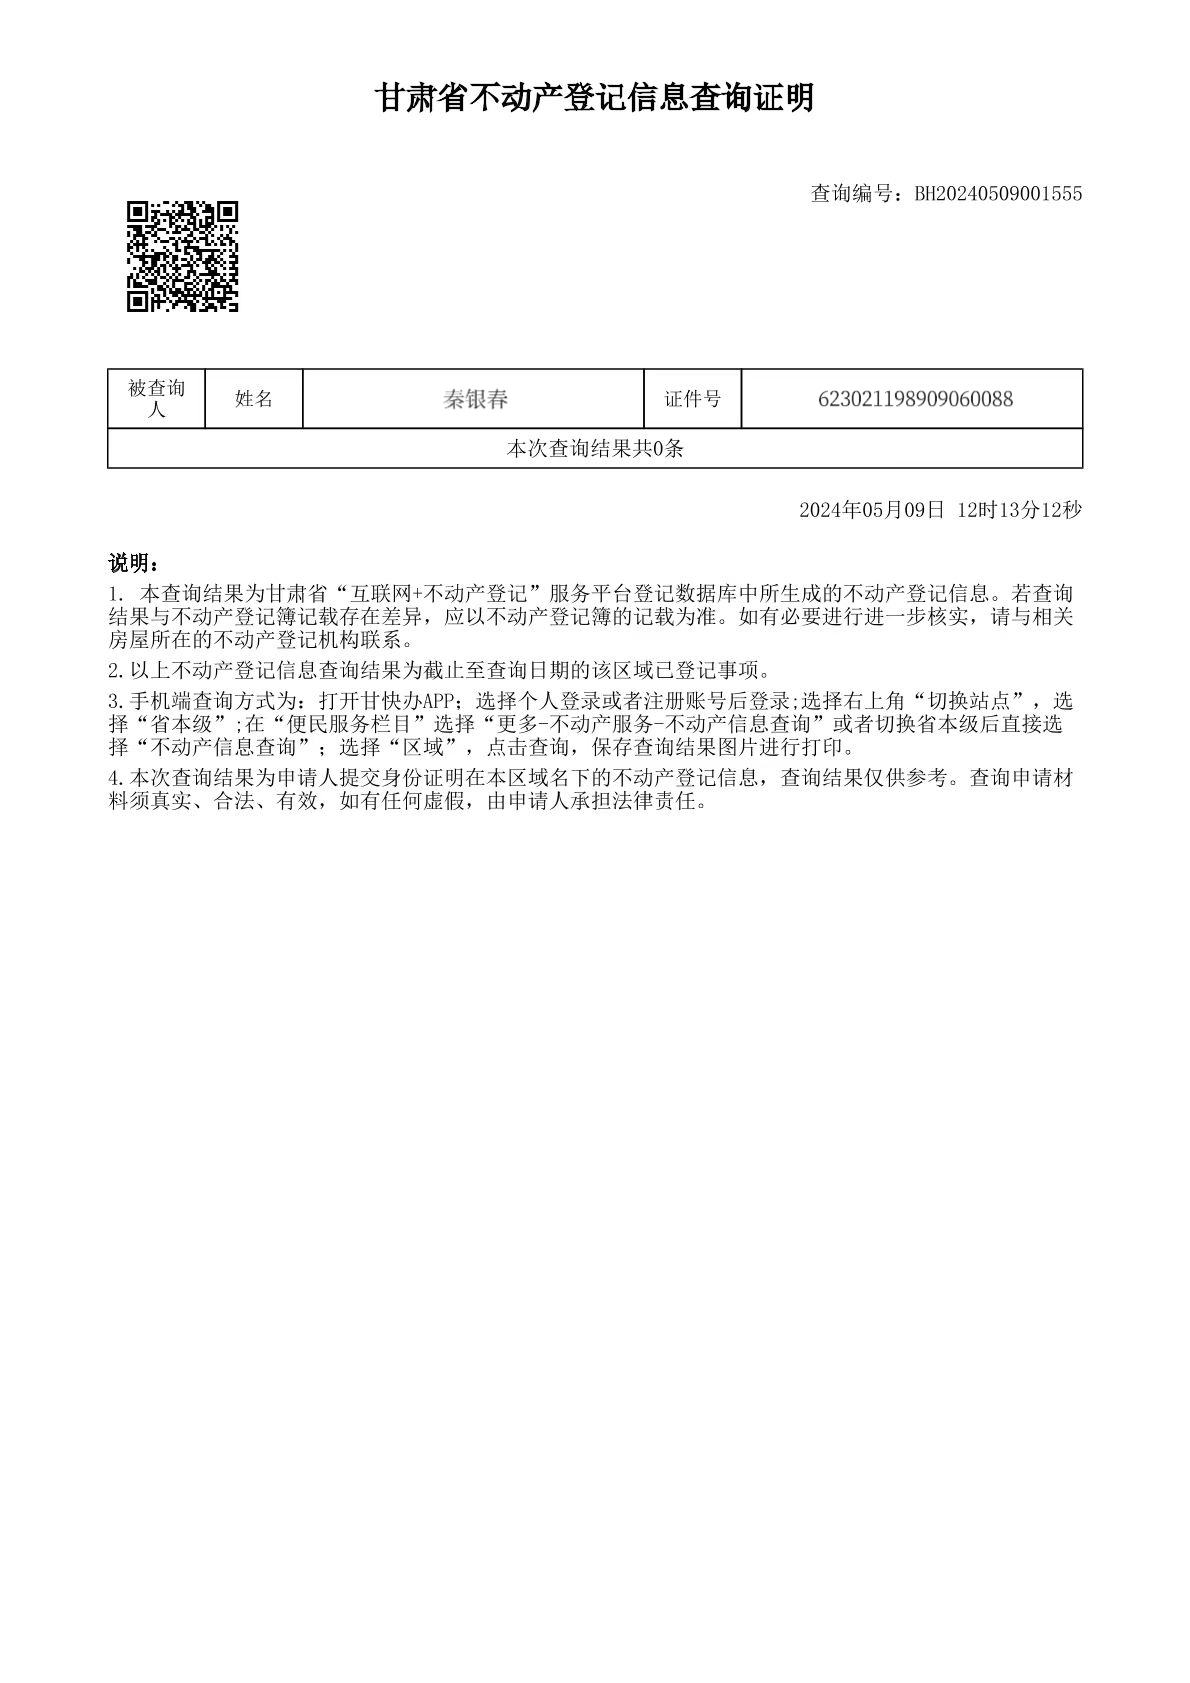 甘肃省不动产登记信息查询证明
查询编号：BH20240509001555
被查询人 姓名 秦银春 证件号 623021198909060088
本次查询结果共0条
2024年05月09日 12时13分12秒
说明：
1. 本查询结果为甘肃省“互联网+不动产登记”服务平台登记数据库中所生成的不动产登记信息。若查询
结果与不动产登记簿记载存在差异，应以不动产登记簿的记载为准。如有必要进行进一步核实，请与相关
房屋所在的不动产登记机构联系。
2.以上不动产登记信息查询结果为截止至查询日期的该区域已登记事项。
3.手机端查询方式为：打开甘快办APP；选择个人登录或者注册账号后登录;选择右上角“切换站点”，选
择“省本级”;在“便民服务栏目”选择“更多-不动产服务-不动产信息查询”或者切换省本级后直接选
择“不动产信息查询”；选择“区域”，点击查询，保存查询结果图片进行打印。
4.本次查询结果为申请人提交身份证明在本区域名下的不动产登记信息，查询结果仅供参考。查询申请材
料须真实、合法、有效，如有任何虚假，由申请人承担法律责任。